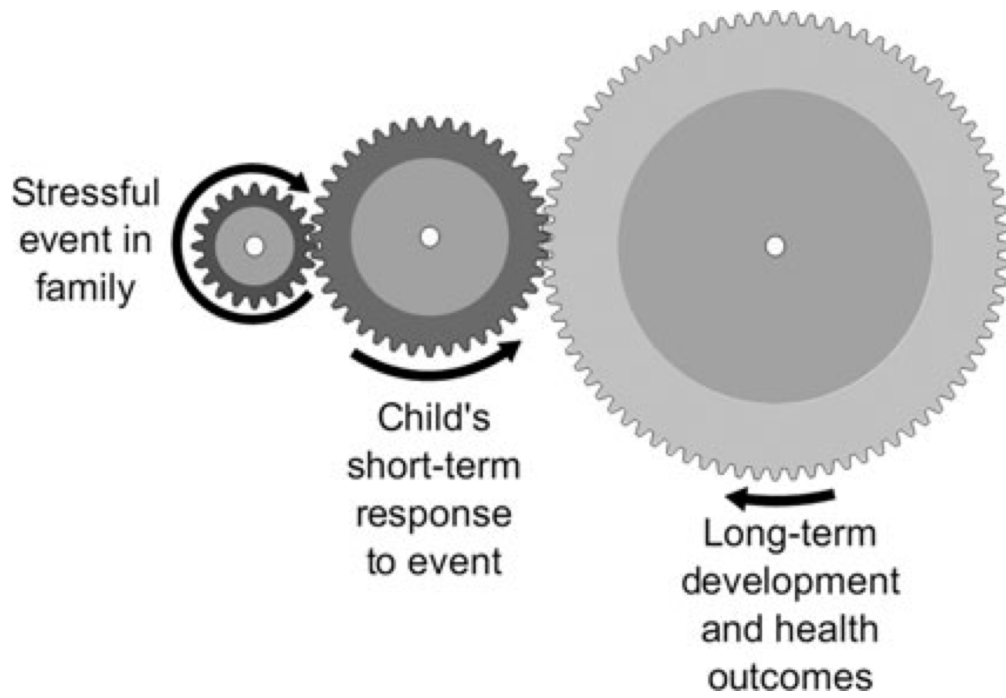 Stressful
event in
family
Child's
short-term
response
to event
Long-term
development
and health
outcomes